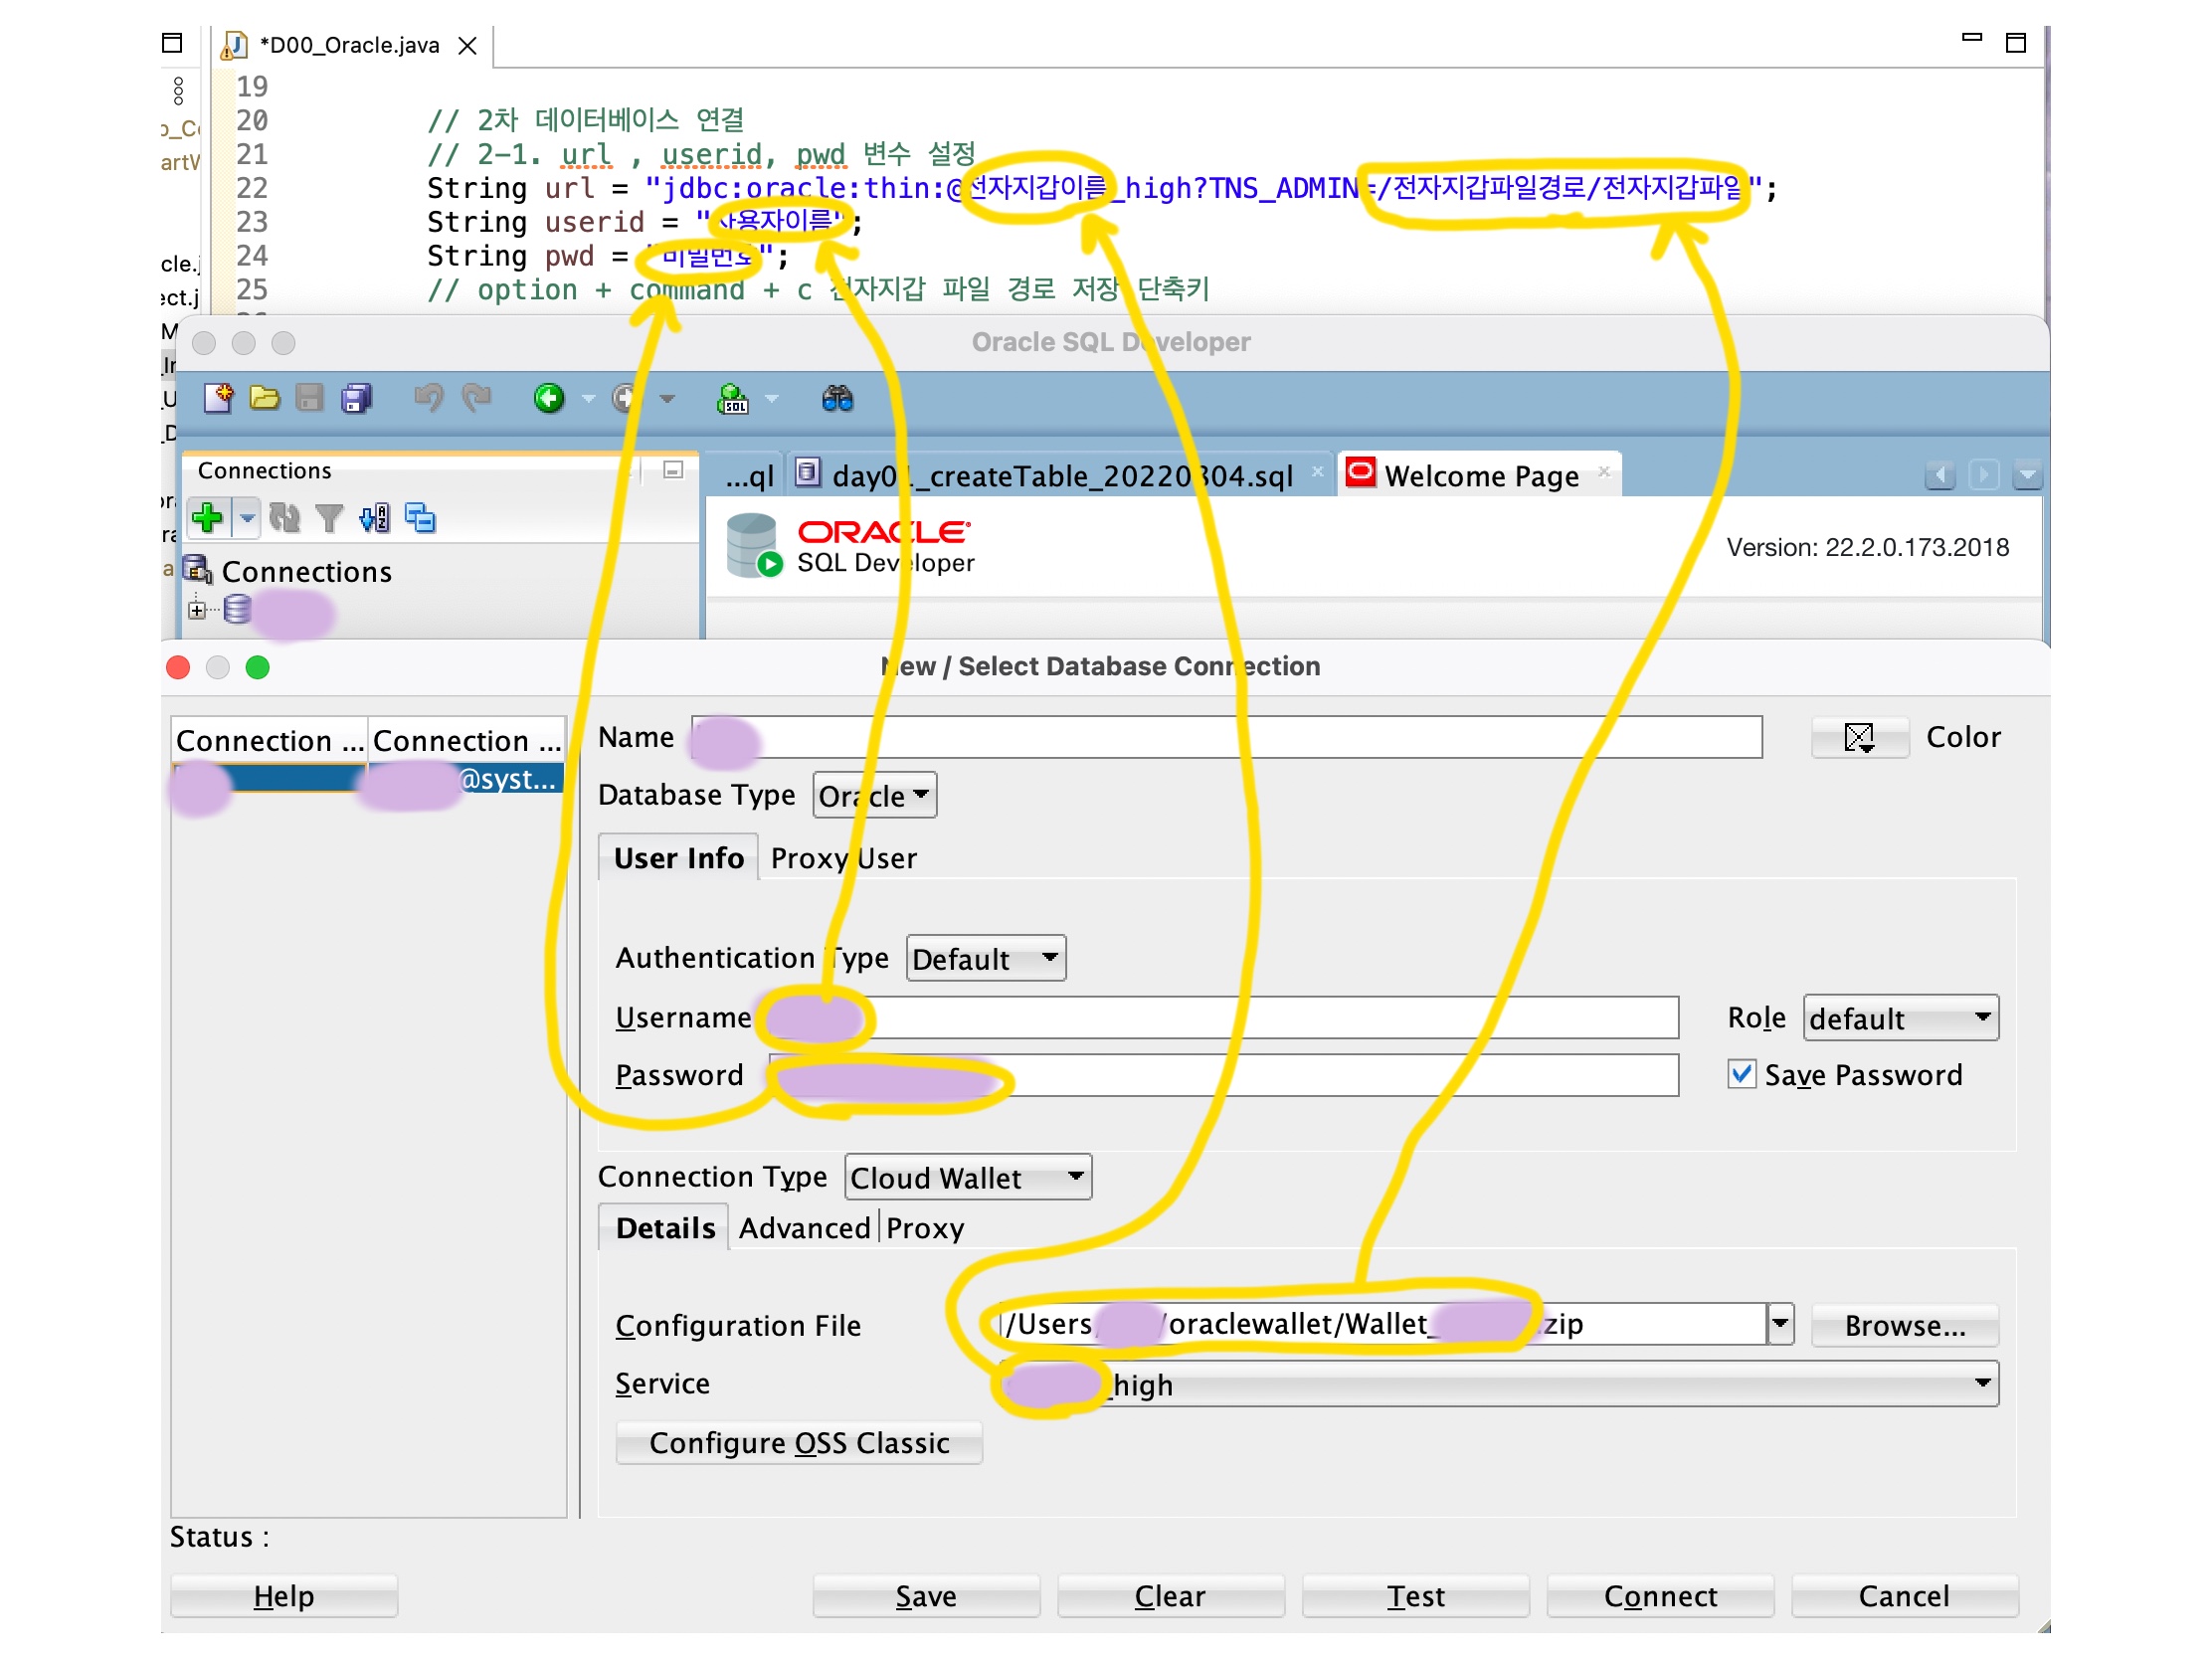 *D00_Oracle.java
19
20 // 2차 데이터베이스 연결
21 // 2-1. url , userid, pwd 변수 설정
22 String url = "jdbc:oracle:thin:@전자지갑이름_high?TNS_ADMIN=/전자지갑파일경로/전자지갑파일";
23 String userid = "사용자이름";
24 String pwd = "비밀번호";
25 // option + command + c 전자지갑 파일 경로 저장 단축키
Oracle SQL Developer
Connections
...ql
day01_createTable_20220804.sql
Welcome Page
ORACLE
SQL Developer
Version: 22.2.0.173.2018
Connections
New / Select Database Connection
Connection ... Connection ...
@syst...
Name
Color
Database Type Oracle
User Info Proxy User
Authentication Type Default
Username
Role default
Password
Save Password
Connection Type Cloud Wallet
Details Advanced Proxy
Configuration File /Users/ /oraclewallet/Wallet_ .zip Browse...
Service _high
Configure OSS Classic
Status :
Help Save Clear Test Connect Cancel